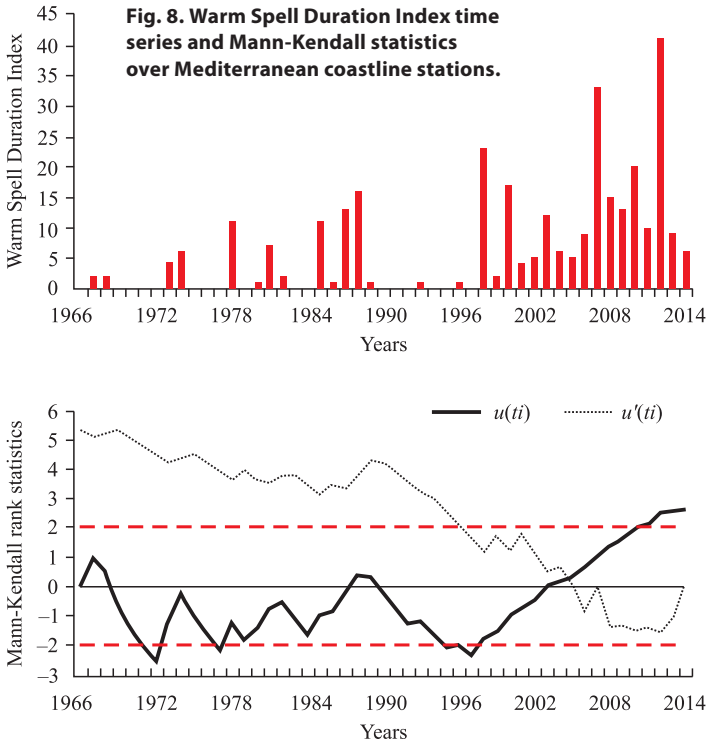 Fig. 8. Warm Spell Duration Index time
series and Mann-Kendall statistics
over Mediterranean coastline stations.
Warm Spell Duration Index
45
40
35
30
25
20
15
10
5
0
1966 1972 1978 1984 1990 1996 2002 2008 2014
Years
Mann-Kendall rank statistics
u(ti) u'(ti)
6
5
4
3
2
1
0
–1
–2
–3
1966 1972 1978 1984 1990 1996 2002 2008 2014
Years